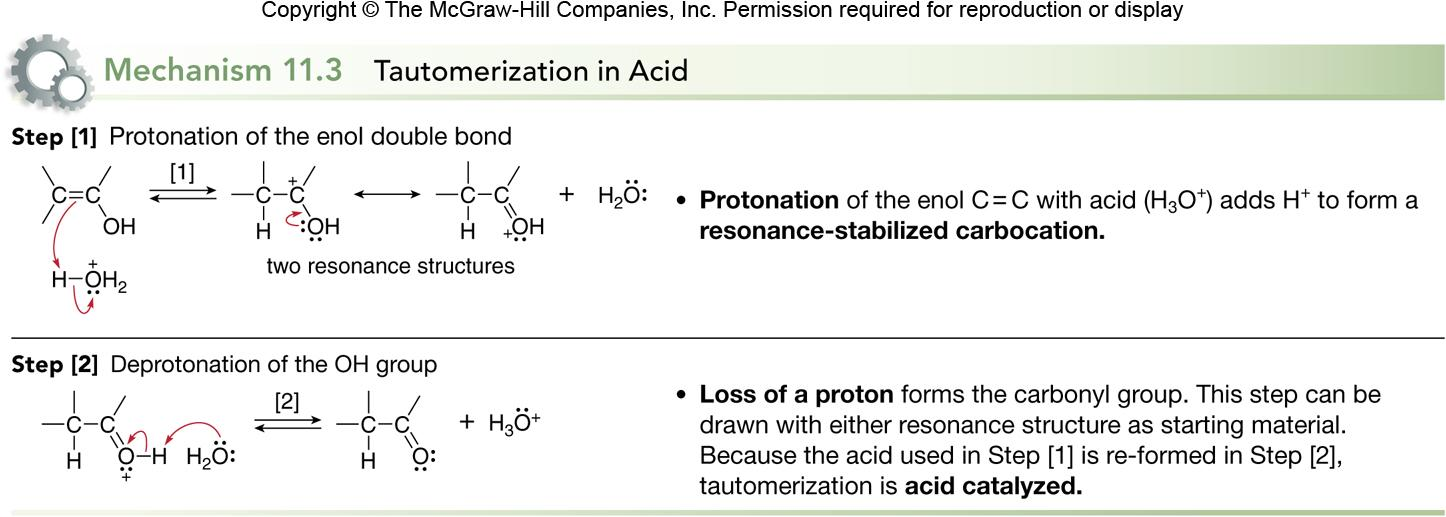 Copyright © The McGraw-Hill Companies, Inc. Permission required for reproduction or display
Mechanism 11.3 Tautomerization in Acid
Step [1] Protonation of the enol double bond
[1]
C=C
OH
H–ÖH₂
+
–C–C
+
H
:ÖH
–C–C
H
+ÖH
+ H₂Ö:
two resonance structures
• Protonation of the enol C=C with acid (H₃O⁺) adds H⁺ to form a
resonance-stabilized carbocation.
Step [2] Deprotonation of the OH group
–C–C
H
O–H
+
H₂Ö:
[2]
–C–C
H
O:
+ H₃Ö⁺
• Loss of a proton forms the carbonyl group. This step can be
drawn with either resonance structure as starting material.
Because the acid used in Step [1] is re-formed in Step [2],
tautomerization is acid catalyzed.